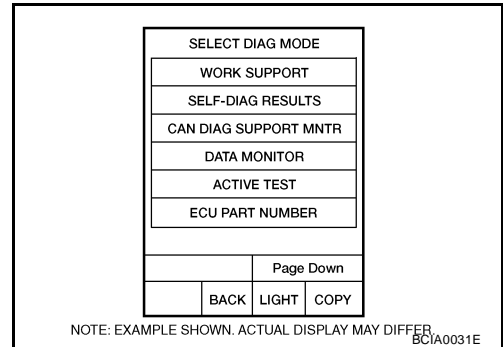 SELECT DIAG MODE
WORK SUPPORT
SELF-DIAG RESULTS
CAN DIAG SUPPORT MNTR
DATA MONITOR
ACTIVE TEST
ECU PART NUMBER
Page Down
BACK LIGHT COPY
NOTE: EXAMPLE SHOWN. ACTUAL DISPLAY MAY DIFFER.
BCIA0031E